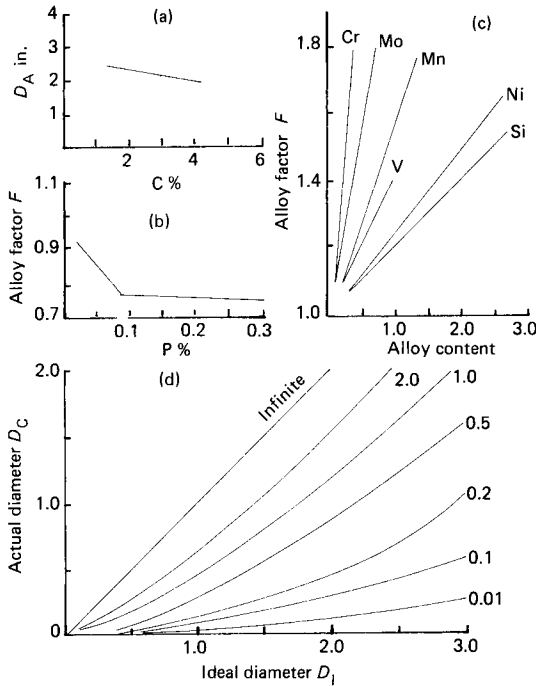 (a)
D_A in.
4
3
2
1
0
2
4
6
C %
(b)
Alloy factor F
1.1
0.9
0.7
0.1
0.2
0.3
P %
(c)
Alloy factor F
1.8
1.4
1.0
Cr
Mo
Mn
V
Ni
Si
0
1.0
2.0
3.0
Alloy content
(d)
Actual diameter D_C
2.0
1.0
0
Infinite
2.0
1.0
0.5
0.2
0.1
0.01
1.0
2.0
3.0
Ideal diameter D_I